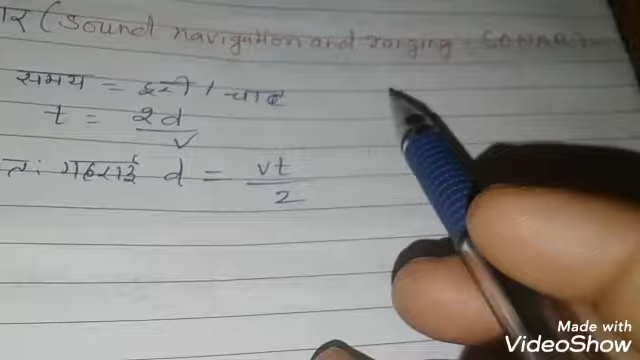 (Sound navigation and ranging - SONAR)
समय = दूरी / चाल
t = 2d/v
अतः गहराई d = vt/2
Made with
VideoShow